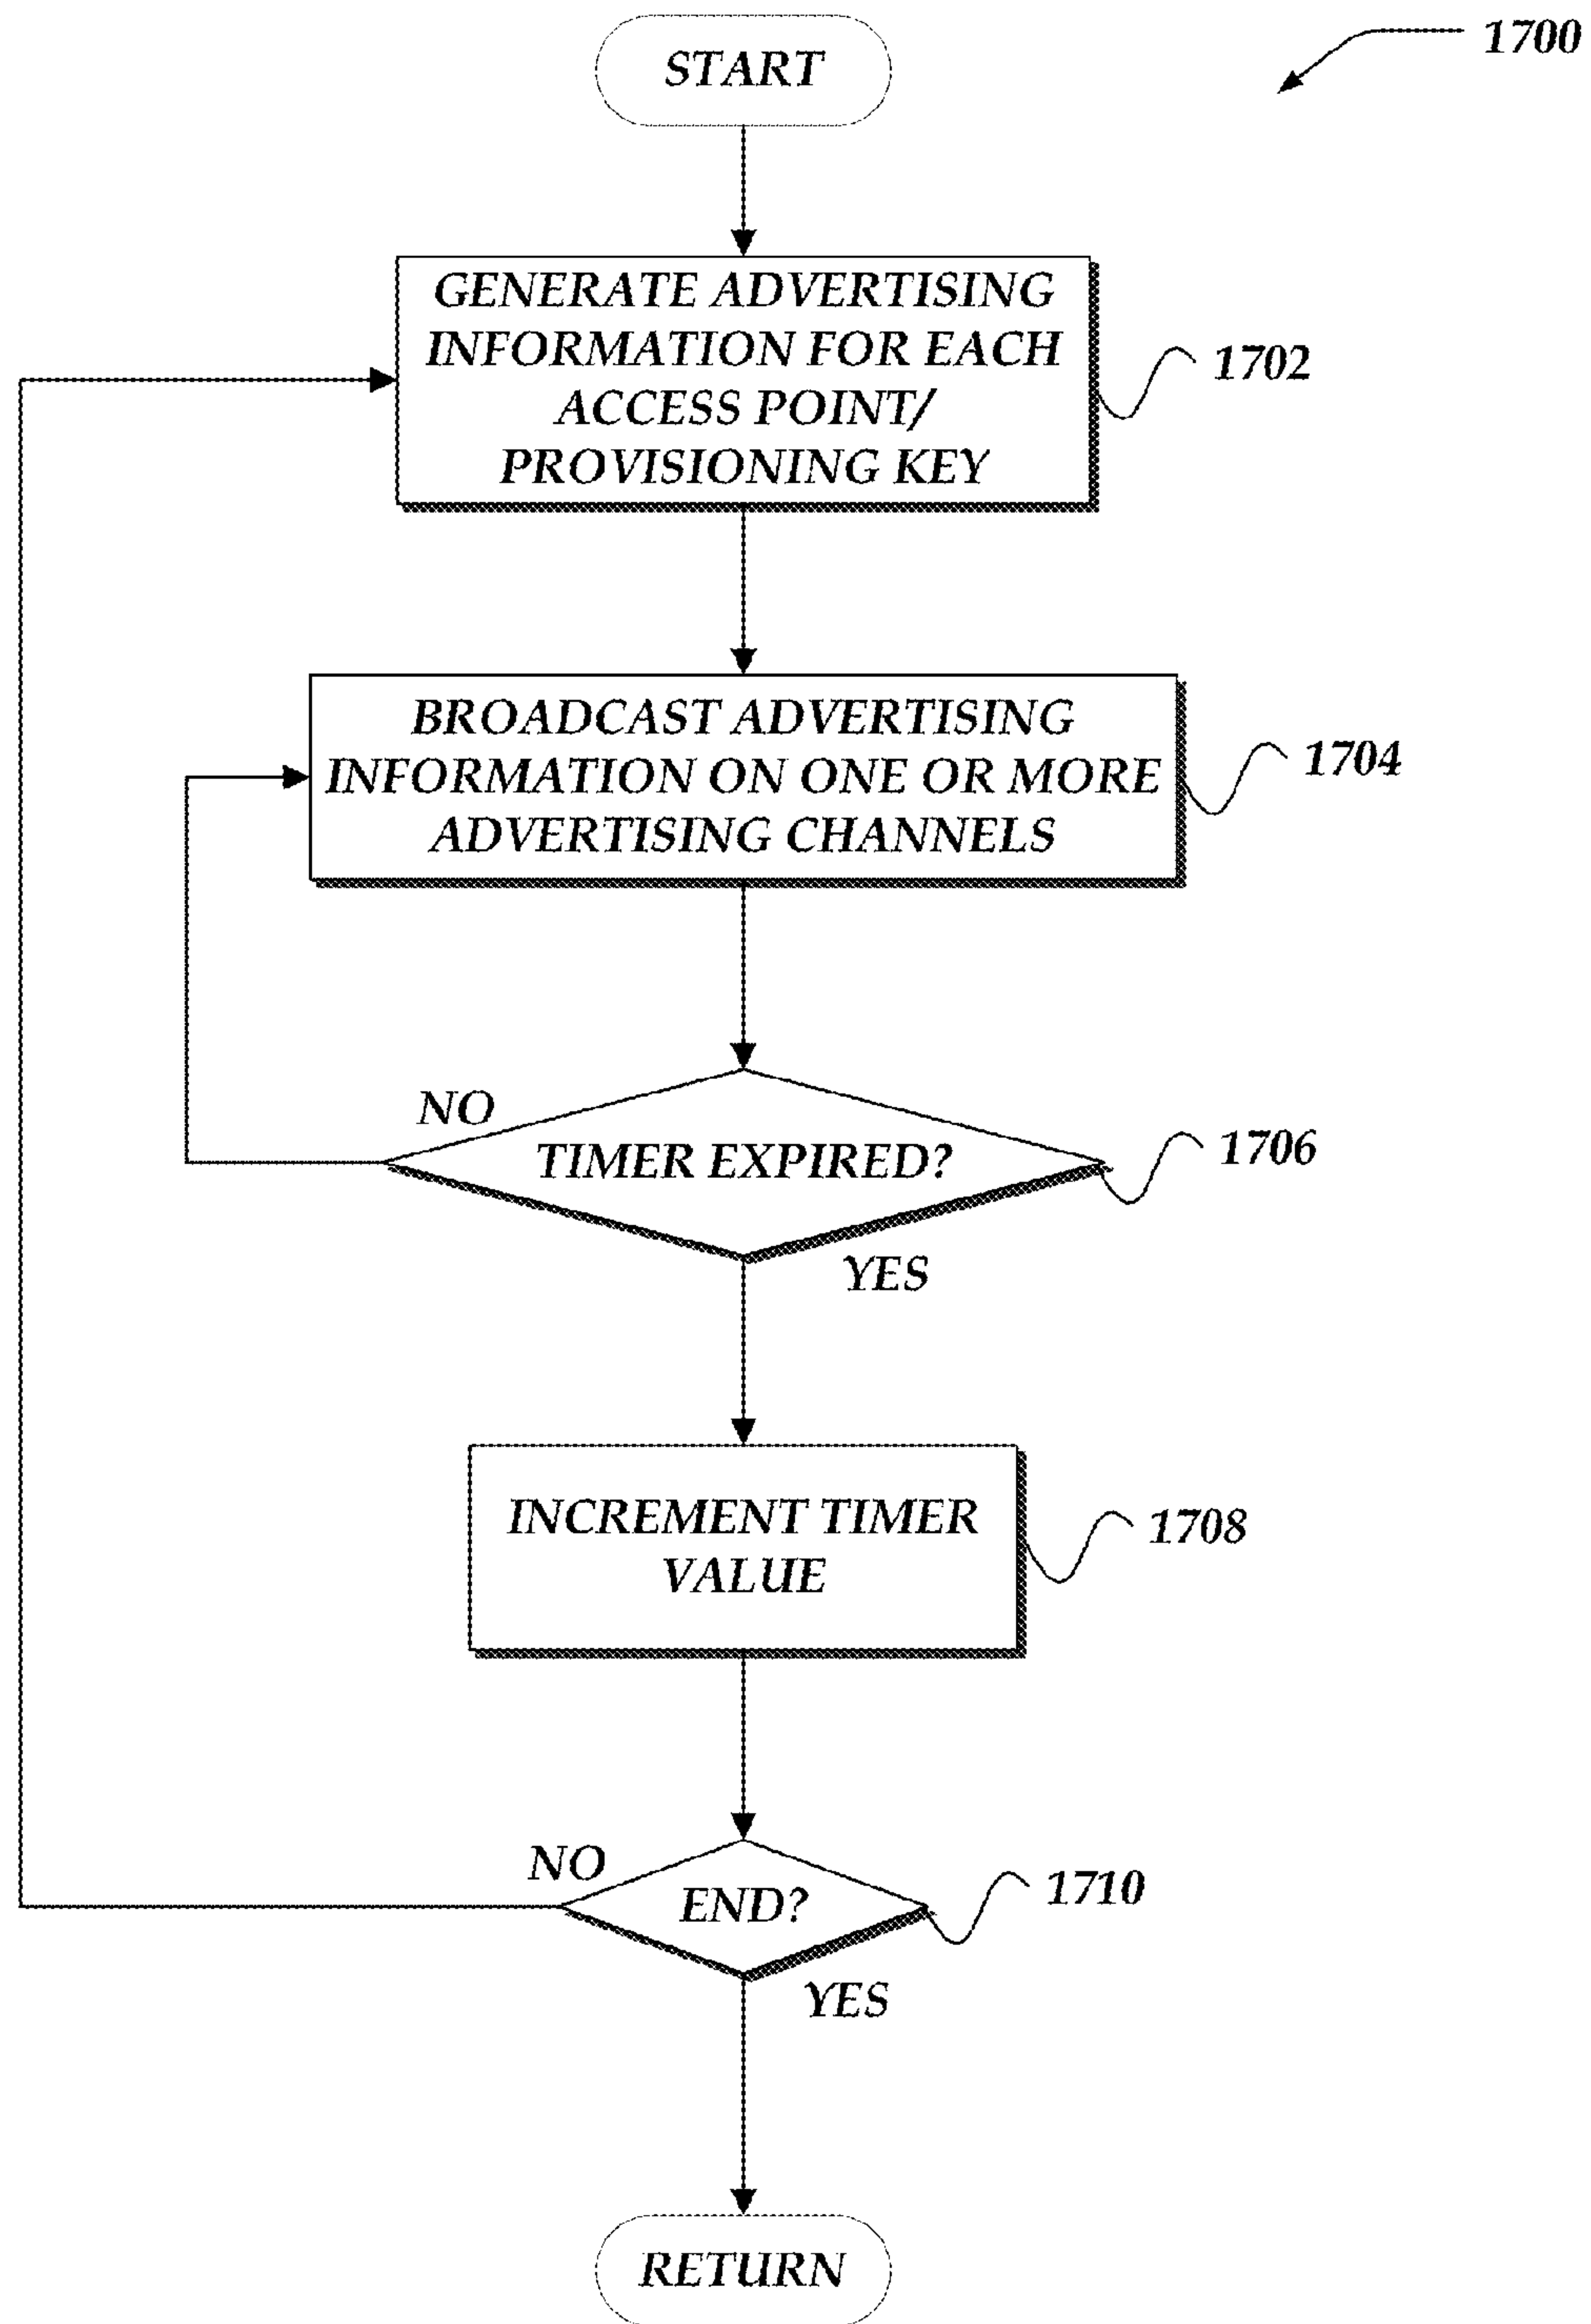 START
1700
GENERATE ADVERTISING
INFORMATION FOR EACH
ACCESS POINT/
PROVISIONING KEY
1702
BROADCAST ADVERTISING
INFORMATION ON ONE OR MORE
ADVERTISING CHANNELS
1704
NO
TIMER EXPIRED?
1706
YES
INCREMENT TIMER
VALUE
1708
NO
END?
1710
YES
RETURN